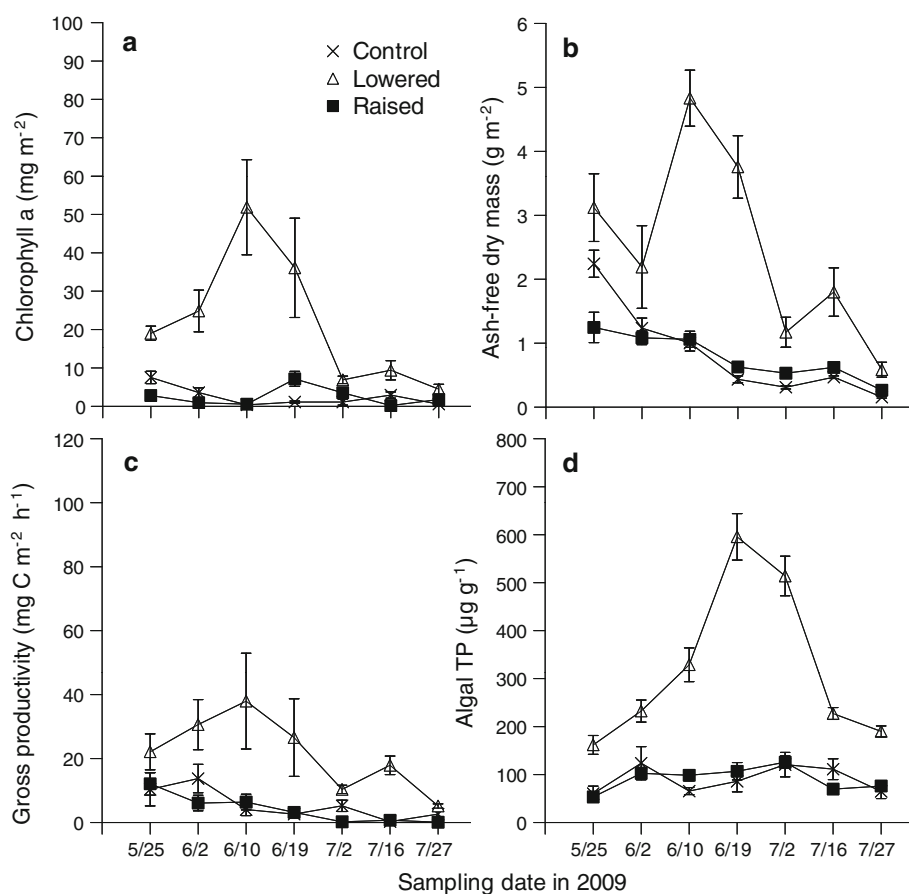 a
Control
Lowered
Raised
Chlorophyll a (mg m⁻²)
100
90
80
70
60
50
40
30
20
10
0
b
Ash-free dry mass (g m⁻²)
6
5
4
3
2
1
0
c
Gross productivity (mg C m⁻² h⁻¹)
120
100
80
60
40
20
0
5/25 6/2 6/10 6/19 7/2 7/16 7/27
d
Algal TP (µg g⁻¹)
800
700
600
500
400
300
200
100
0
5/25 6/2 6/10 6/19 7/2 7/16 7/27
Sampling date in 2009